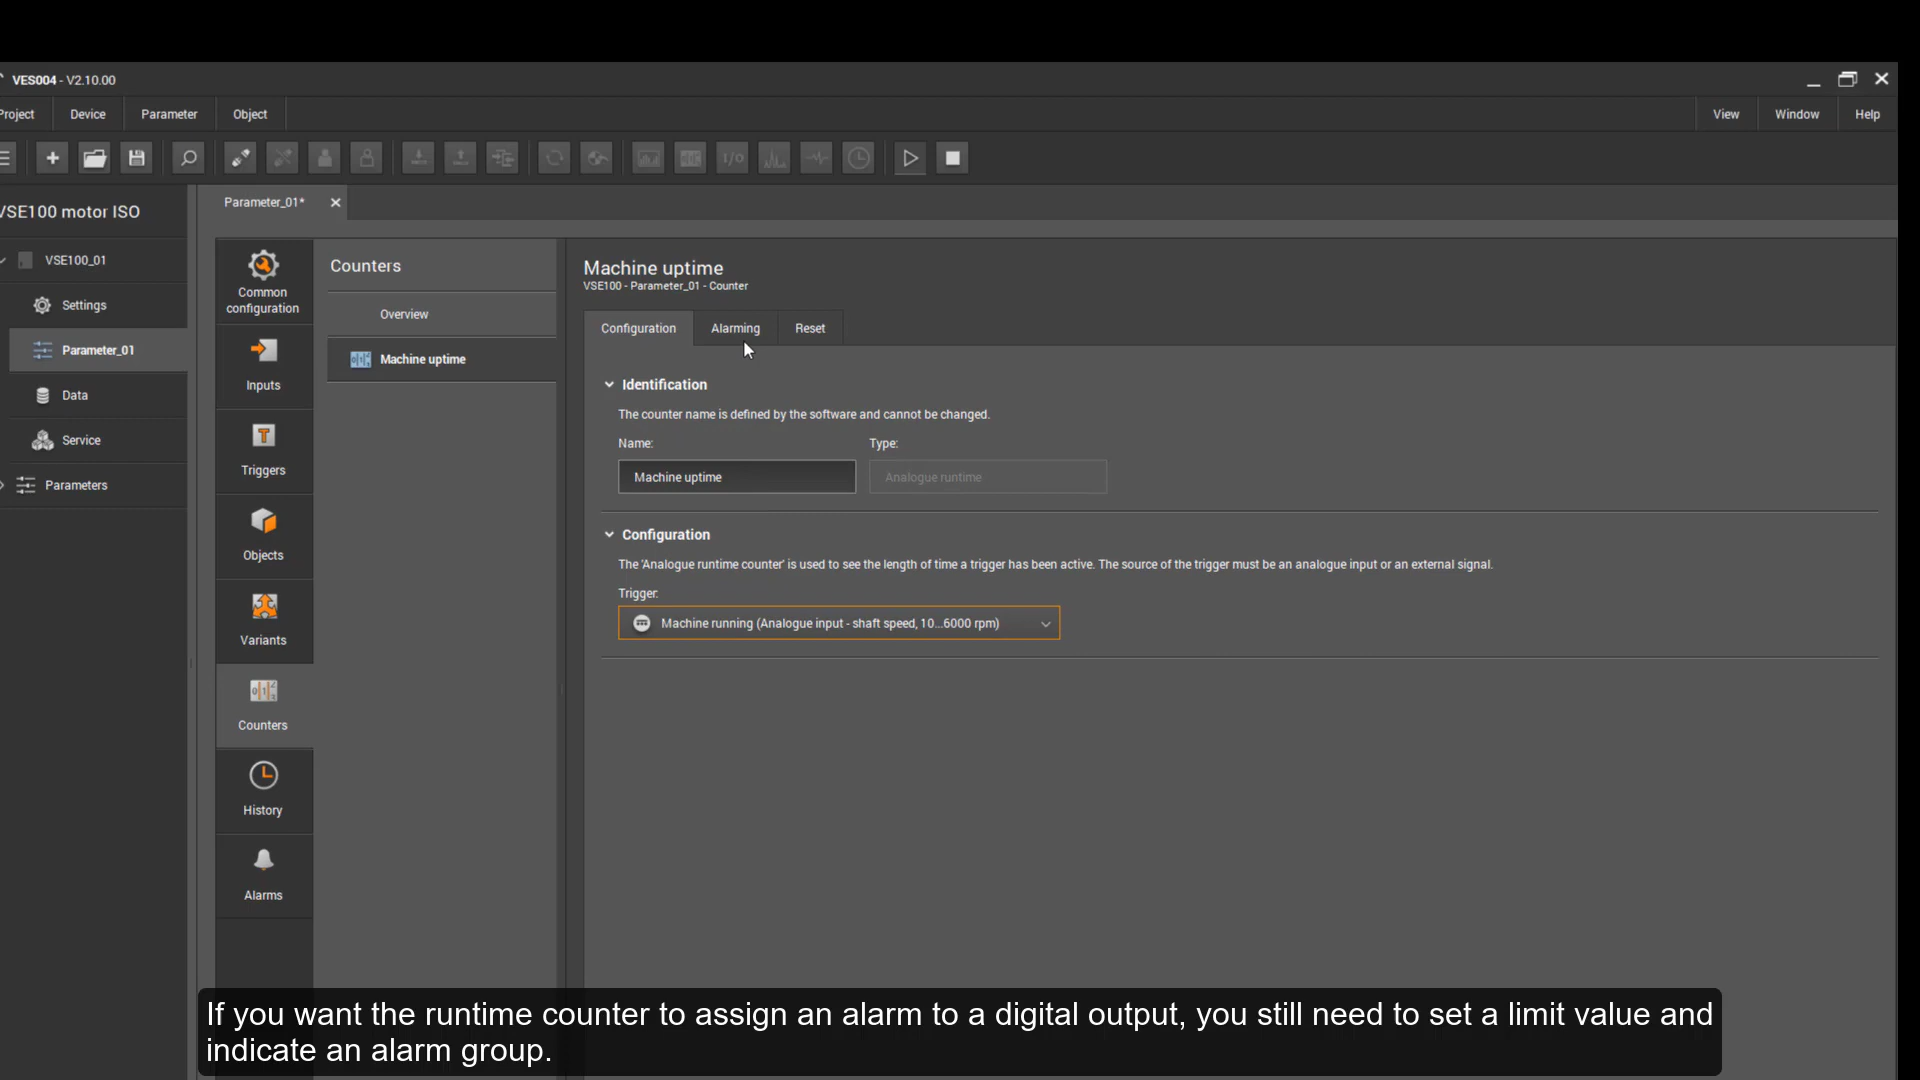 VES004 - V2.10.00
Project
Device
Parameter
Object
View
Window
Help
I/O
VSE100 motor ISO
Parameter_01*
VSE100_01
Settings
Parameter_01
Data
Service
Parameters
Common
configuration
Inputs
T
Triggers
Objects
Variants
Counters
History
Alarms
Counters
Overview
Machine uptime
Machine uptime
VSE100 - Parameter_01 - Counter
Configuration
Alarming
Reset
Identification
The counter name is defined by the software and cannot be changed.
Name:
Type:
Machine uptime
Analogue runtime
Configuration
The 'Analogue runtime counter' is used to see the length of time a trigger has been active. The source of the trigger must be an analogue input or an external signal.
Trigger:
Machine running (Analogue input - shaft speed, 10...6000 rpm)
If you want the runtime counter to assign an alarm to a digital output, you still need to set a limit value and
indicate an alarm group.